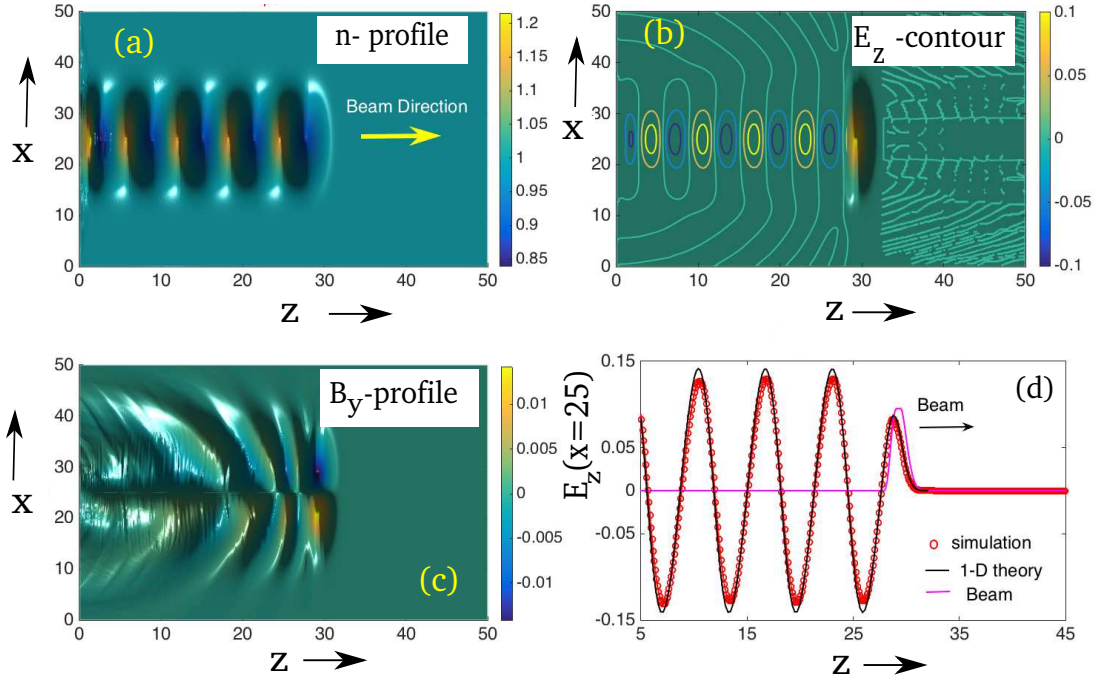 (a)
n- profile
Beam Direction
x
50
40
30
20
10
0
0 10 20 30 40 50
z
1.2
1.15
1.1
1.05
1
0.95
0.9
0.85
(b)
E_z -contour
x
50
40
30
20
10
0
0 10 20 30 40 50
z
0.1
0.05
0
-0.05
-0.1
B_y-profile
(c)
x
50
40
30
20
10
0
0 10 20 30 40 50
z
0.01
0.005
0
-0.005
-0.01
(d)
E_z(x=25)
0.15
0.05
0
-0.05
-0.15
Beam
simulation
1-D theory
Beam
5 15 25 35 45
z